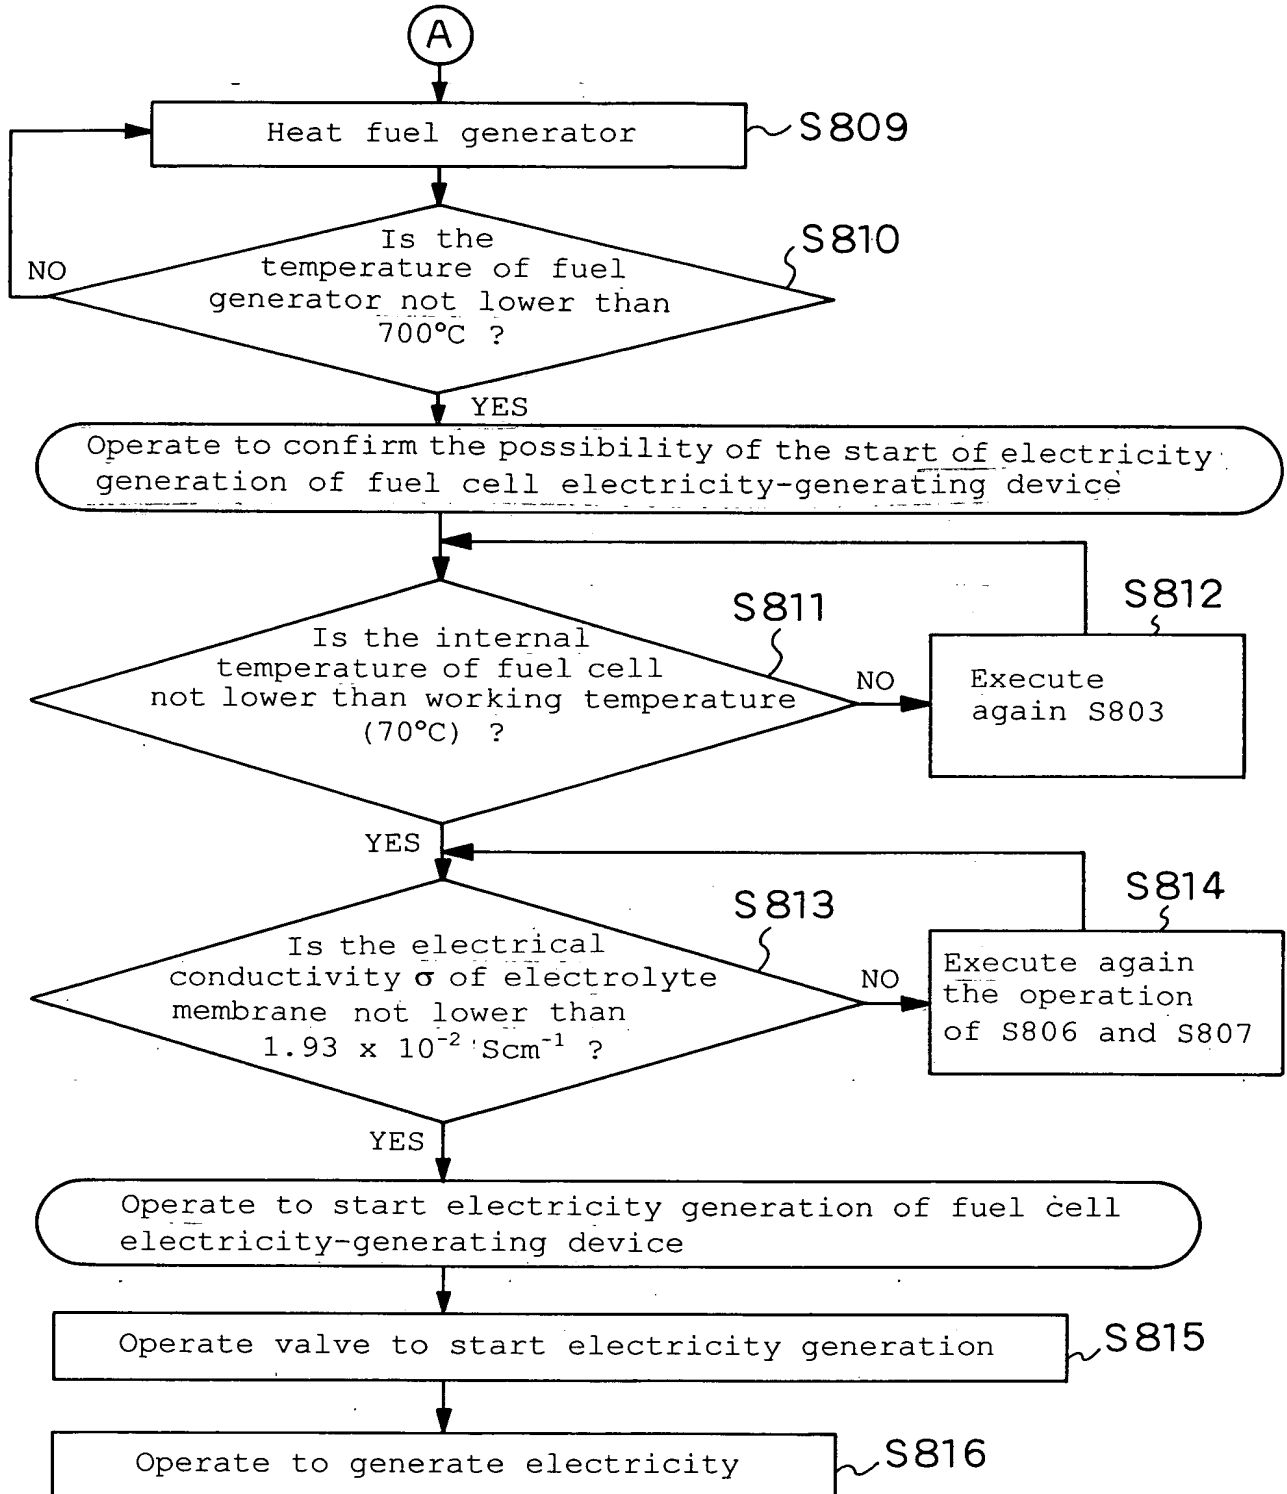 A
Heat fuel generator
S809
S810
Is the
temperature of fuel
generator not lower than
700°C ?
NO
YES
Operate to confirm the possibility of the start of electricity
generation of fuel cell electricity-generating device
S811
S812
Is the internal
temperature of fuel cell
not lower than working temperature
(70°C) ?
NO
Execute
again S803
YES
S813
S814
Is the electrical
conductivity σ of electrolyte
membrane not lower than
1.93 x 10⁻² Scm⁻¹ ?
NO
Execute again
the operation
of S806 and S807
YES
Operate to start electricity generation of fuel cell
electricity-generating device
Operate valve to start electricity generation
S815
Operate to generate electricity
S816